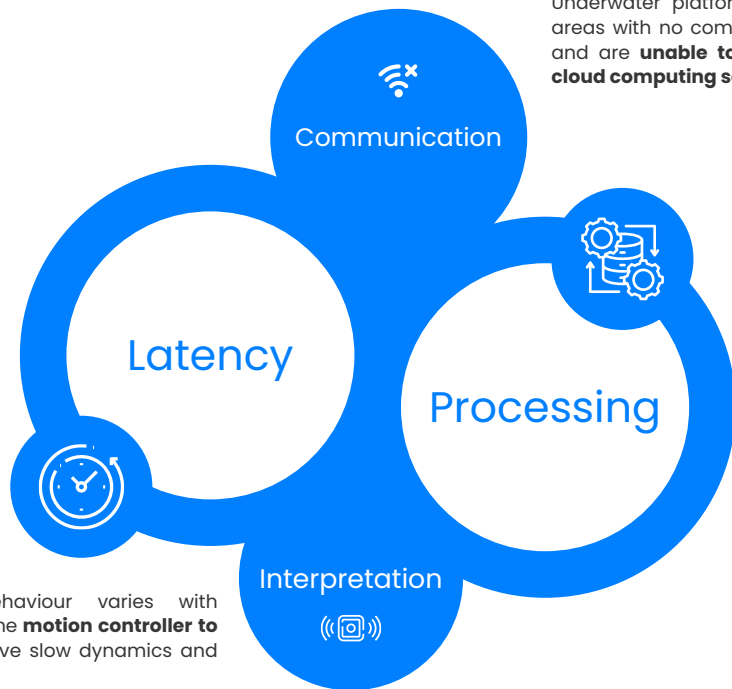 Underwater platfor
areas with no com
and are unable to
cloud computing se
Communication
Latency
Processing
Interpretation
ehaviour varies with
he motion controller to
ve slow dynamics and